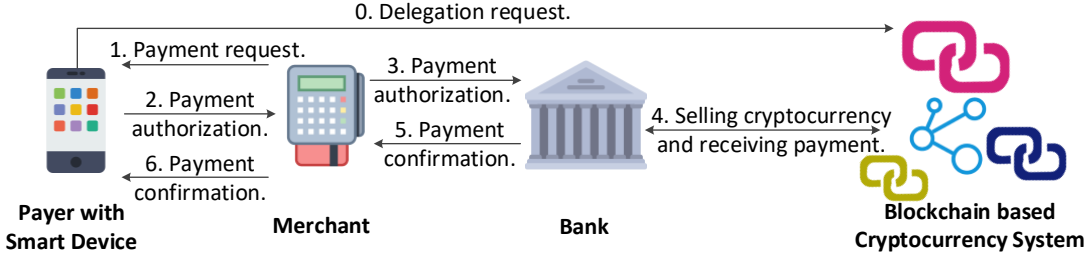 0. Delegation request.
1. Payment request.
2. Payment
authorization.
3. Payment
authorization.
4. Selling cryptocurrency
and receiving payment.
5. Payment
confirmation.
6. Payment
confirmation.
Payer with
Smart Device
Merchant
Bank
Blockchain based
Cryptocurrency System